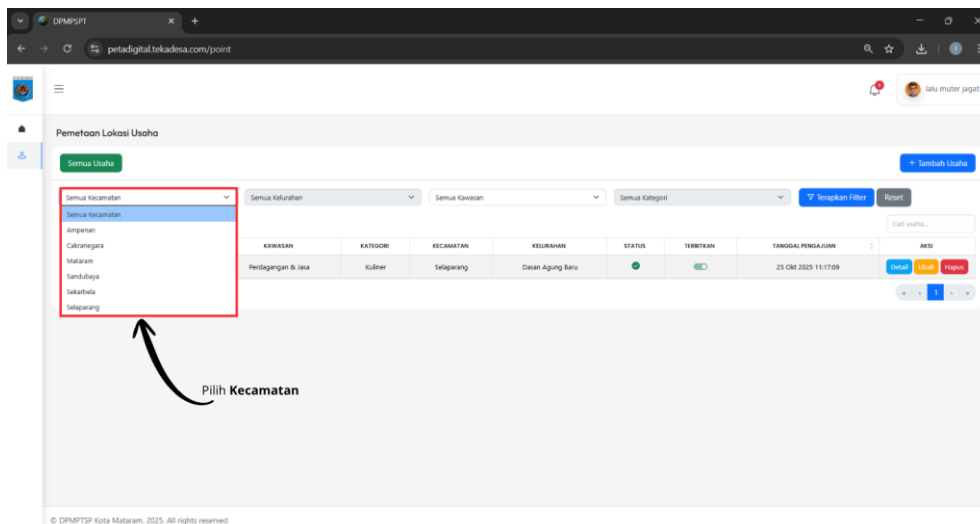 DPMPSPT
petadigital.tekadesa.com/point
lalu muter jagat
Pemetaan Lokasi Usaha
Semua Usaha
+ Tambah Usaha
Semua Kecamatan
Semua Kelurahan
Semua Kawasan
Semua Kategori
Terapkan Filter
Reset
Semua Kecamatan
Ampenan
Cakranegara
Mataram
Sandubaya
Sekarbela
Selaparang
Cari usaha...
KAWASAN KATEGORI KECAMATAN KELURAHAN STATUS TERBITKAN TANGGAL PENGAJUAN AKSI
Perdagangan & Jasa Kuliner Selaparang Dasan Agung Baru 25 Okt 2025 11:17:09 Detail Ubah Hapus
« ‹ 1 › »
Pilih Kecamatan
© DPMPTSP Kota Mataram. 2025. All rights reserved